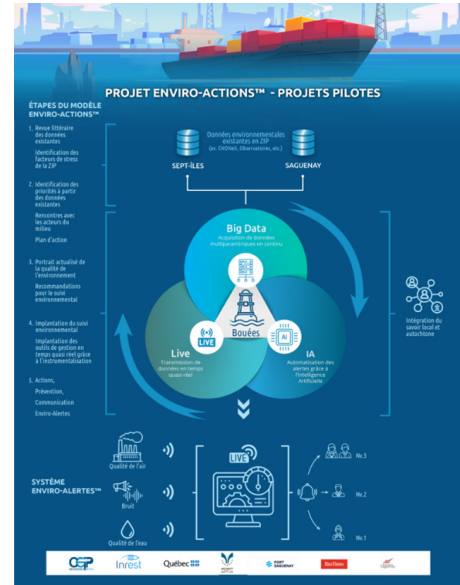 PROJET ENVIRO-ACTIONS™ - PROJETS PILOTES
ÉTAPES DU MODÈLE
ENVIRO-ACTIONS™
1. Revue littéraire
des données
existantes
Identification des
facteurs de stress
de la ZIP
2. Identification des
priorités à partir
des données
existantes
Rencontres avec
les acteurs du
milieu
Plan d'action
3. Portrait actualisé de
la qualité de
l'environnement
Recommandations
pour le suivi
environnemental
4. Implantation du suivi
environnemental
Implantation des
outils de gestion en
temps quasi réel grâce
à l'instrumentalisation
5. Actions,
Prévention,
Communication
Enviro-Alertes
Données environnementales
existantes en ZIP
SEPT-ÎLES
SAGUENAY
Big Data
Acquisition de données
multiparamétriques en continu
LIVE
Bouées
AI
Live
Transmission de
données en temps
quasi réel
IA
Automatisation des
alertes grâce à
l'Intelligence
Artificielle
Intégration du
savoir local et
autochtone
SYSTÈME
ENVIRO-ALERTES™
Qualité de l'air
Bruit
Qualité de l'eau
LIVE
Niv.3
Niv.2
Niv.1
Inrest
Québec
PORT
SAGUENAY
RioTinto